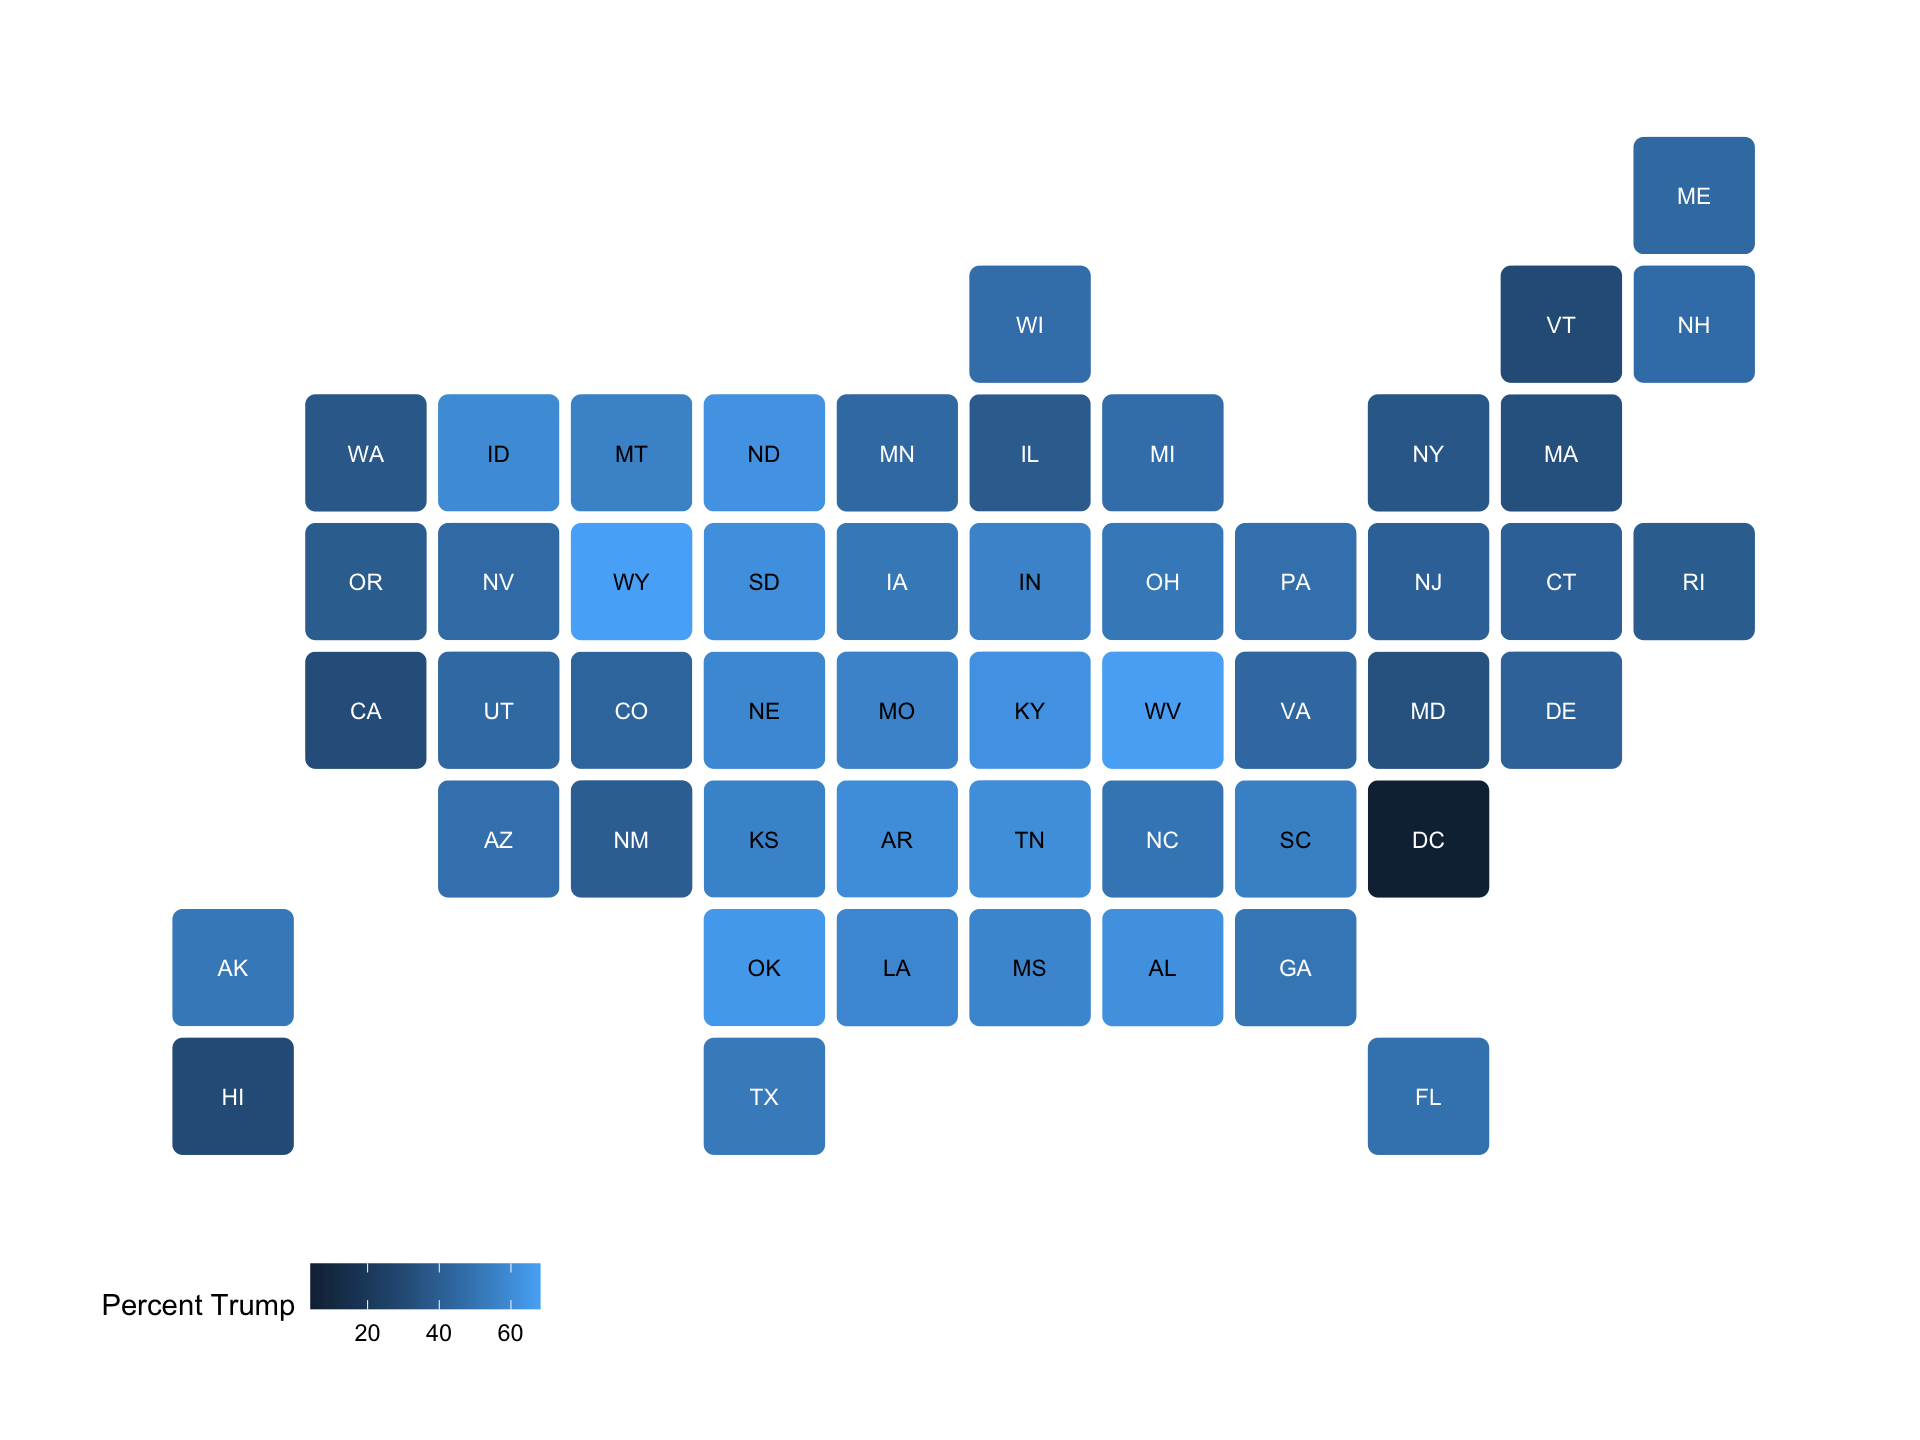 ME
WI VT NH
WA ID MT ND MN IL MI NY MA
OR NV WY SD IA IN OH PA NJ CT RI
CA UT CO NE MO KY WV VA MD DE
AZ NM KS AR TN NC SC DC
AK OK LA MS AL GA
HI TX FL
Percent Trump
20 40 60